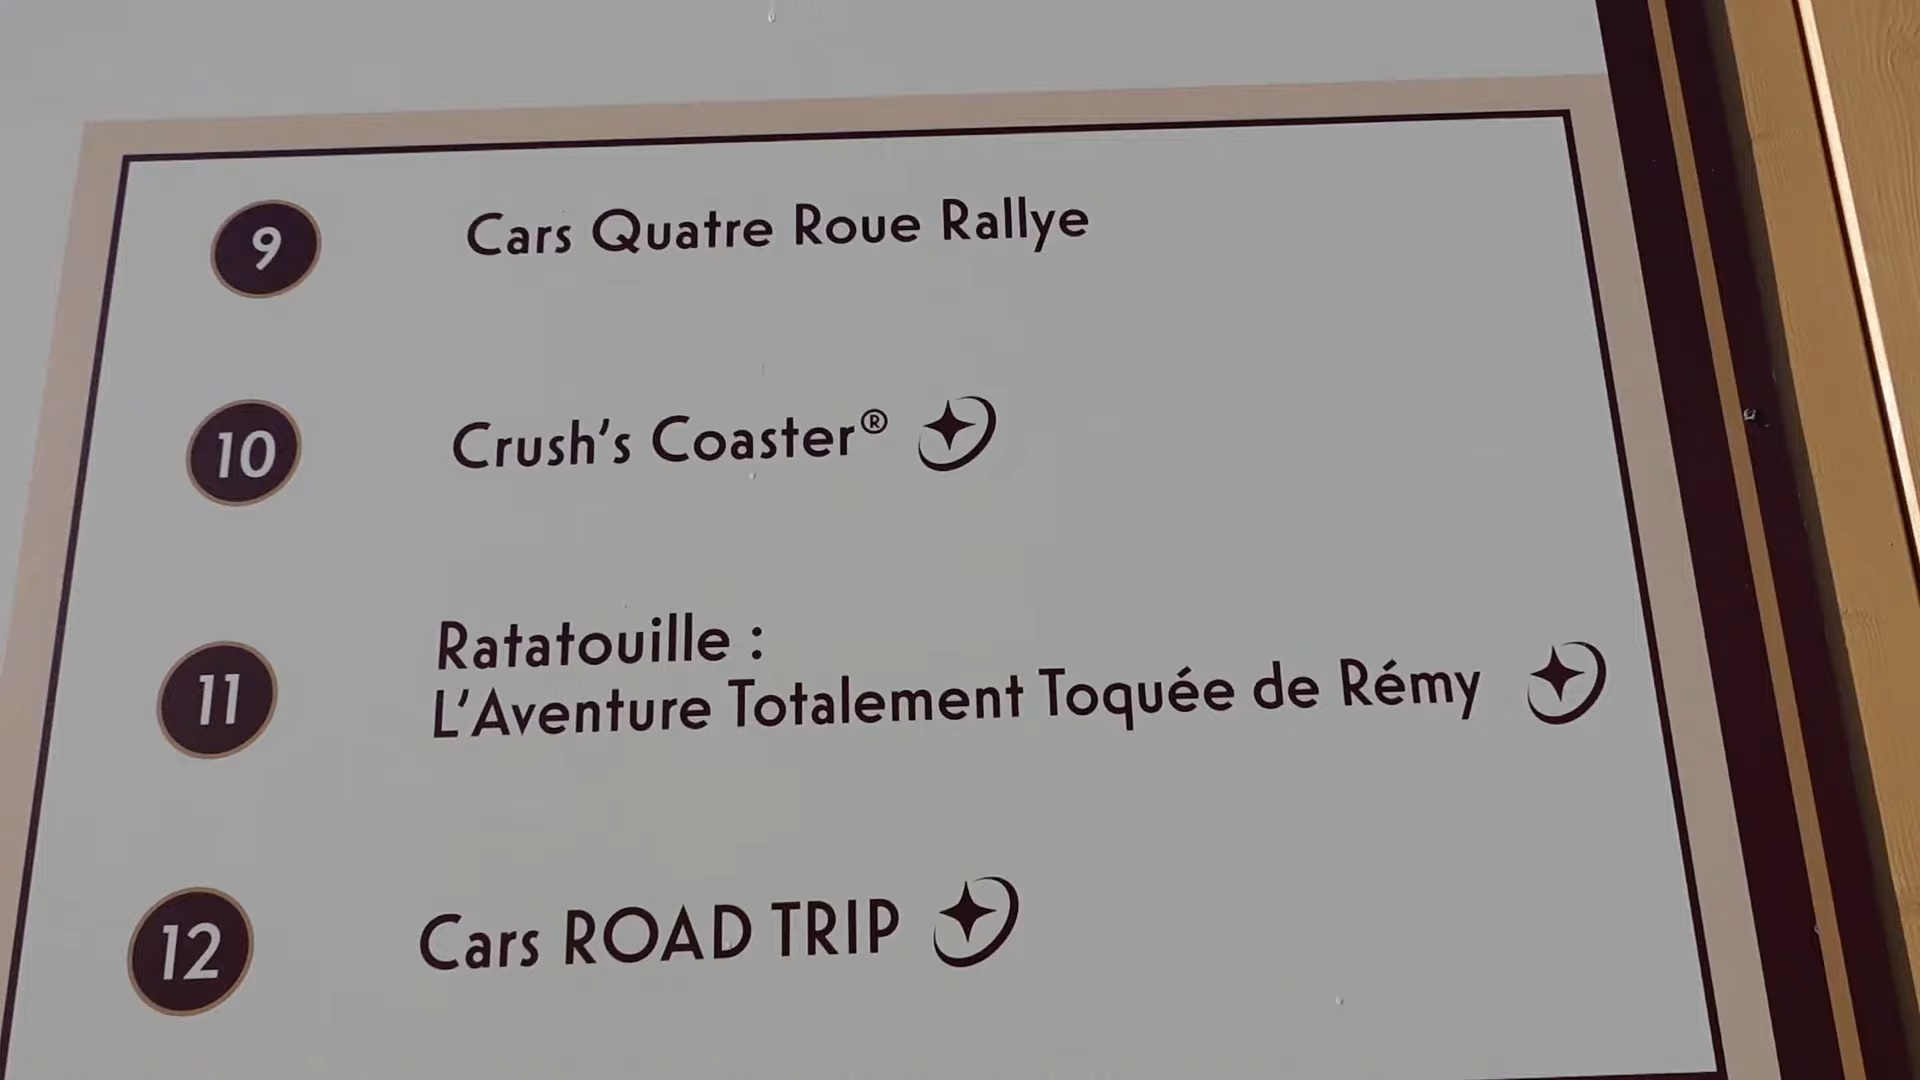 9 Cars Quatre Roue Rallye
10 Crush's Coaster®
11 Ratatouille :
L'Aventure Totalement Toquée de Rémy
12 Cars ROAD TRIP